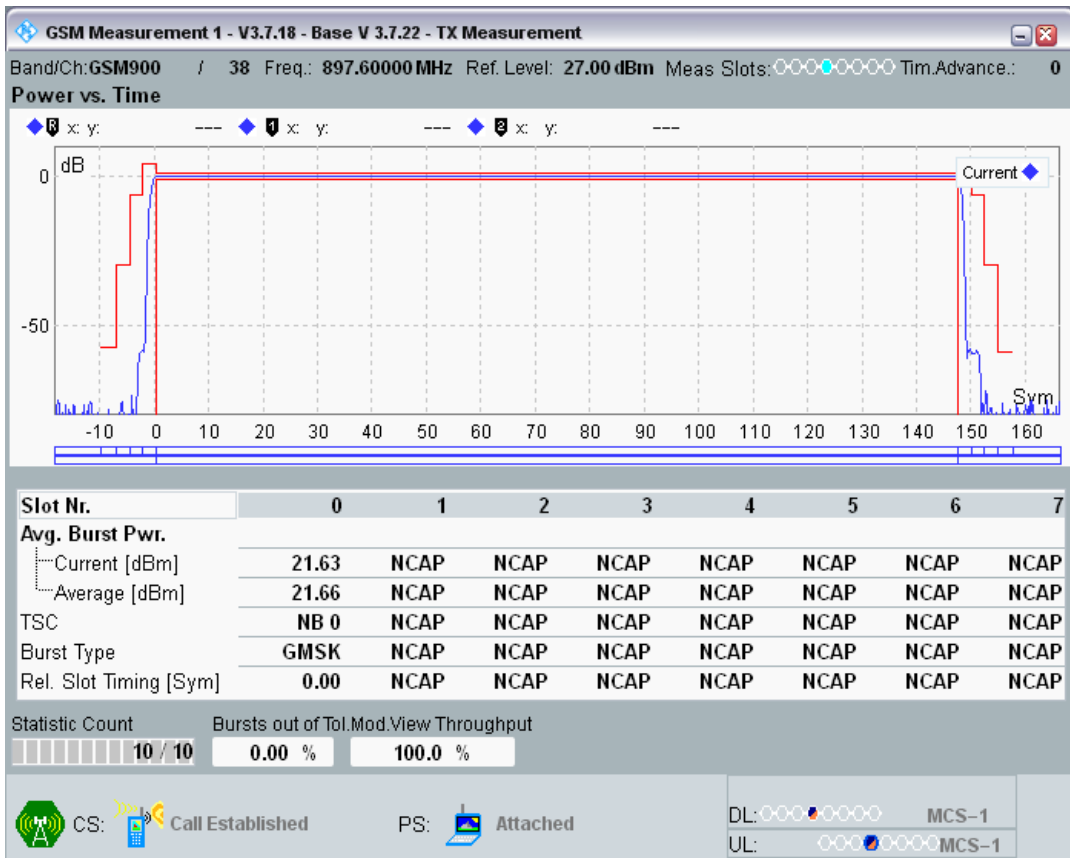 GSM Measurement 1 - V3.7.18 - Base V 3.7.22 - TX Measurement
Band/Ch:GSM900 / 38 Freq.: 897.60000 MHz Ref. Level: 27.00 dBm Meas Slots: Tim.Advance.: 0
Power vs. Time
R x: y: --- 1 x: y: --- 2 x: y: ---
dB
Current
0
-50
Sym
-10 0 10 20 30 40 50 60 70 80 90 100 110 120 130 140 150 160
Slot Nr. 0 1 2 3 4 5 6 7
Avg. Burst Pwr.
Current [dBm] 21.63 NCAP NCAP NCAP NCAP NCAP NCAP NCAP
Average [dBm] 21.66 NCAP NCAP NCAP NCAP NCAP NCAP NCAP
TSC NB 0 NCAP NCAP NCAP NCAP NCAP NCAP NCAP
Burst Type GMSK NCAP NCAP NCAP NCAP NCAP NCAP NCAP
Rel. Slot Timing [Sym] 0.00 NCAP NCAP NCAP NCAP NCAP NCAP NCAP
Statistic Count Bursts out of Tol.Mod.View Throughput
10 / 10 0.00 % 100.0 %
CS: Call Established PS: Attached
DL: MCS-1
UL: MCS-1